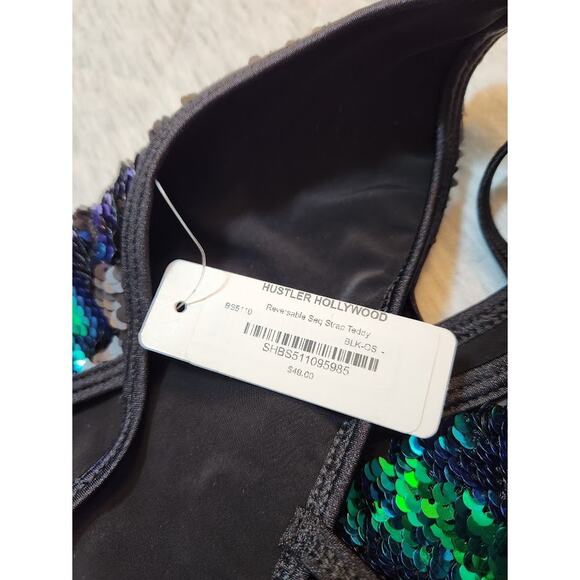 HUSTLER HOLLYWOOD
BS5110 Reversable Seq Strap Teddy
BLK-OS -
SHBS511095985
$48.00